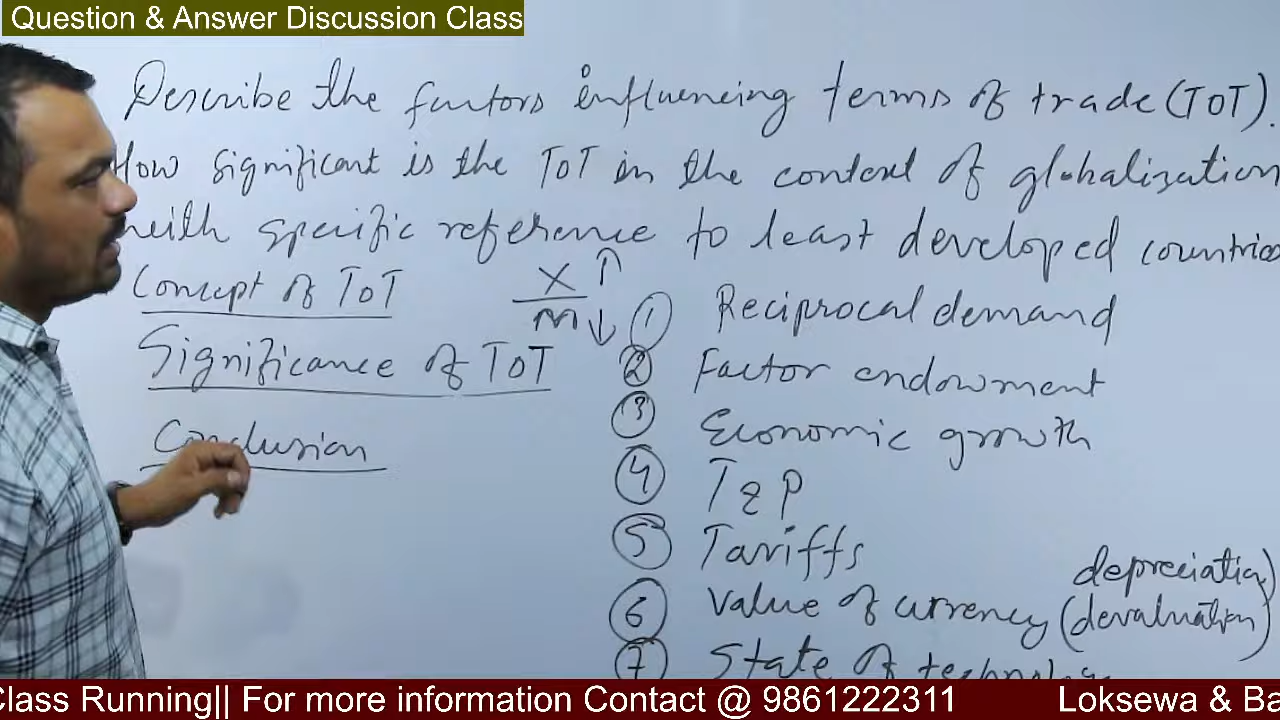 Question & Answer Discussion Class
Describe the factors influencing terms of trade (ToT).
How significant is the ToT in the context of globalization
with specific reference to least developed countries
Concept of ToT
X ↑
m ↓
Significance of ToT
Conclusion
① Reciprocal demand
② Factor endowment
③ Economic growth
④ T & P
⑤ Tariffs
depreciation)
⑥ Value of currency (devaluation)
⑦ State of technology
Class Running|| For more information Contact @ 9861222311 Loksewa & Ba